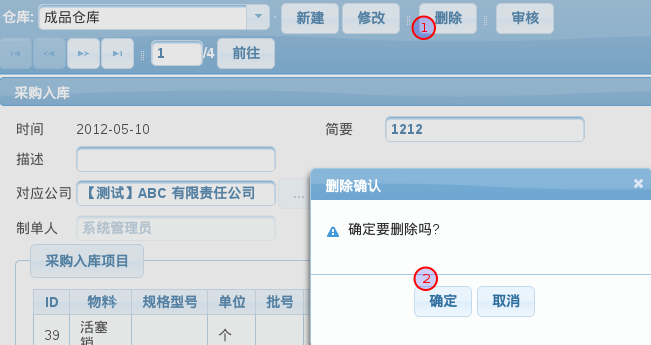 仓库: 成品仓库 新建 修改 删除 审核
1
1 /4 前往
采购入库
时间 2012-05-10 简要 1212
描述
对应公司 【测试】ABC 有限责任公司 ...
制单人 系统管理员
采购入库项目
ID 物料 规格型号 单位 批号
39 活塞销 个
删除确认
确定要删除吗?
2
确定 取消